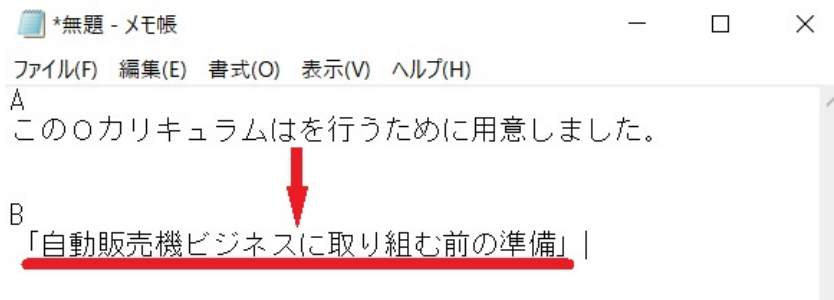 *無題 - メモ帳
ファイル(F) 編集(E) 書式(O) 表示(V) ヘルプ(H)
A
この○カリキュラムはを行うために用意しました。
B
「自動販売機ビジネスに取り組む前の準備」